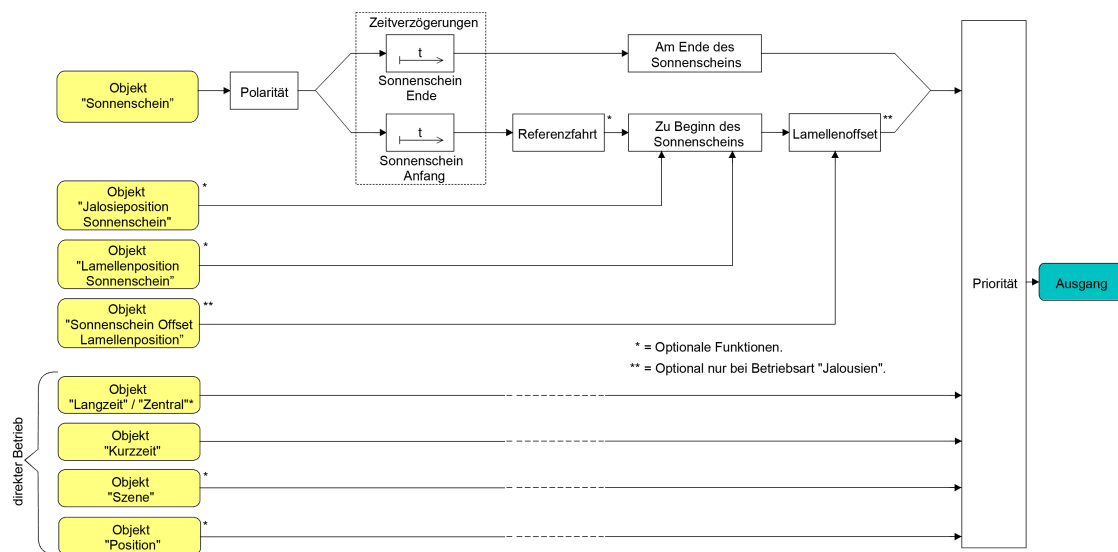 Zeitverzögerungen
t
Sonnenschein
Ende
Am Ende des
Sonnenscheins
Objekt
"Sonnenschein”
Polarität
t
Sonnenschein
Anfang
Referenzfahrt
*
Zu Beginn des
Sonnenscheins
Lamellenoffset
**
Objekt
"Jalosieposition
Sonnenschein"
*
Objekt
"Lamellenposition
Sonnenschein”
*
Objekt
"Sonnenschein Offset
Lamellenposition”
**
Priorität
Ausgang
* = Optionale Funktionen.
** = Optional nur bei Betriebsart "Jalousien".
direkter Betrieb
Objekt
"Langzeit" / "Zentral"*
Objekt
"Kurzzeit"
Objekt
"Szene"
*
Objekt
"Position"
*